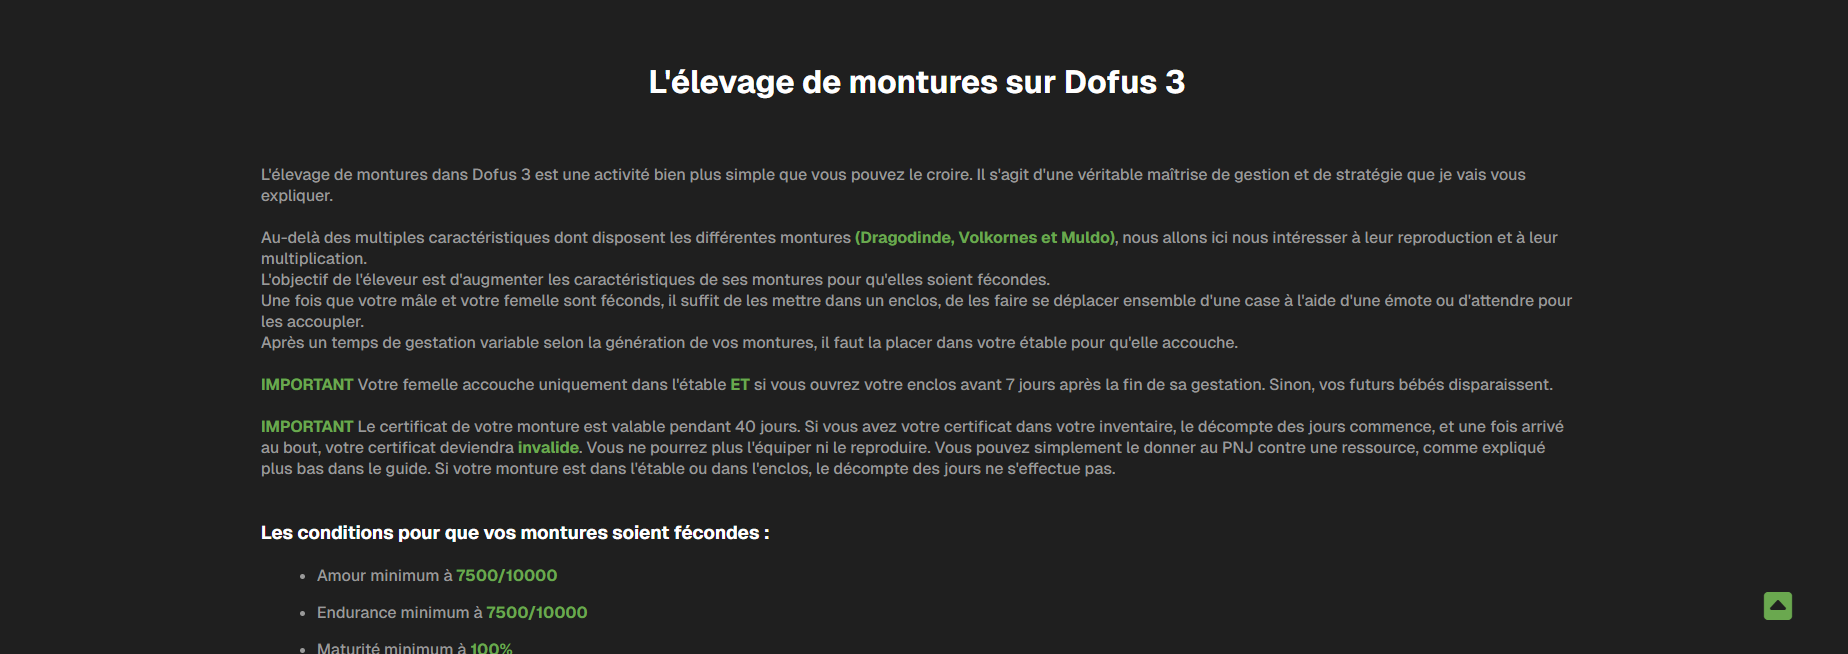 L'élevage de montures sur Dofus 3
L'élevage de montures dans Dofus 3 est une activité bien plus simple que vous pouvez le croire. Il s'agit d'une véritable maîtrise de gestion et de stratégie que je vais vous
expliquer.
Au-delà des multiples caractéristiques dont disposent les différentes montures (Dragodinde, Volkornes et Muldo), nous allons ici nous intéresser à leur reproduction et à leur
multiplication.
L'objectif de l'éleveur est d'augmenter les caractéristiques de ses montures pour qu'elles soient fécondes.
Une fois que votre mâle et votre femelle sont féconds, il suffit de les mettre dans un enclos, de les faire se déplacer ensemble d'une case à l'aide d'une émote ou d'attendre pour
les accoupler.
Après un temps de gestation variable selon la génération de vos montures, il faut la placer dans votre étable pour qu'elle accouche.
IMPORTANT Votre femelle accouche uniquement dans l'étable ET si vous ouvrez votre enclos avant 7 jours après la fin de sa gestation. Sinon, vos futurs bébés disparaissent.
IMPORTANT Le certificat de votre monture est valable pendant 40 jours. Si vous avez votre certificat dans votre inventaire, le décompte des jours commence, et une fois arrivé
au bout, votre certificat deviendra invalide. Vous ne pourrez plus l'équiper ni le reproduire. Vous pouvez simplement le donner au PNJ contre une ressource, comme expliqué
plus bas dans le guide. Si votre monture est dans l'étable ou dans l'enclos, le décompte des jours ne s'effectue pas.
Les conditions pour que vos montures soient fécondes :
• Amour minimum à 7500/10000
• Endurance minimum à 7500/10000
• Maturité minimum à 100%